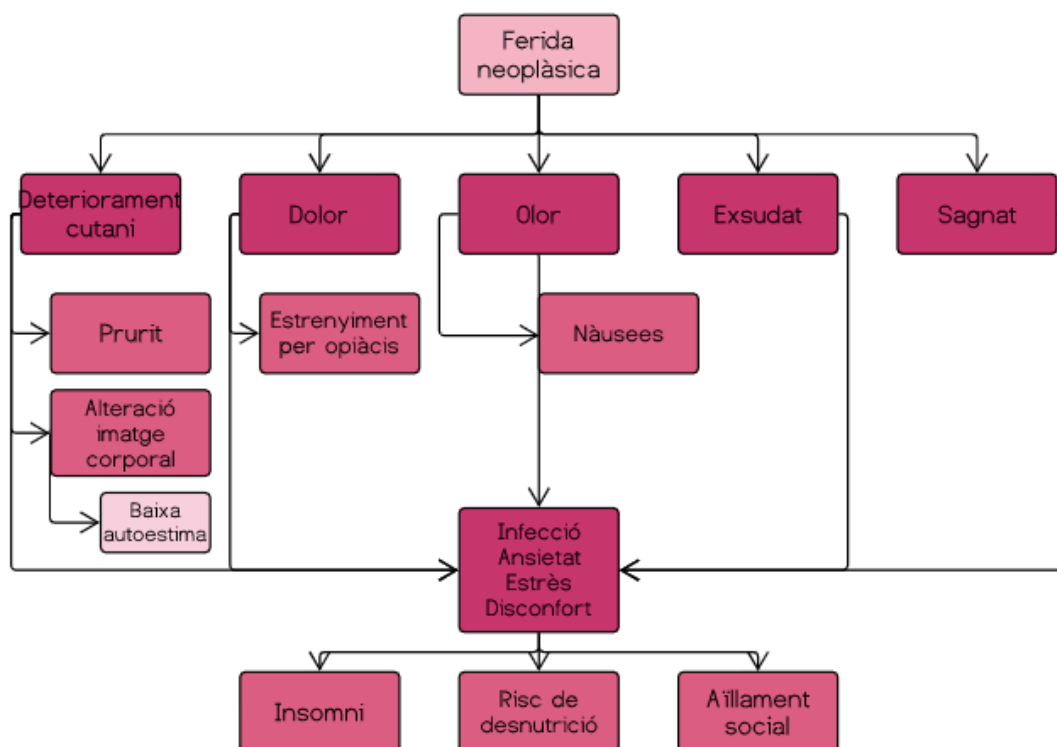 Ferida
neoplàsica
Deteriorament
cutani
Dolor
Olor
Exsudat
Sagnat
Prurit
Estrenyiment
per opiàcis
Nàusees
Alteració
imatge
corporal
Baixa
autoestima
Infecció
Ansietat
Estrès
Disconfort
Insomni
Risc de
desnutrició
Aïllament
social